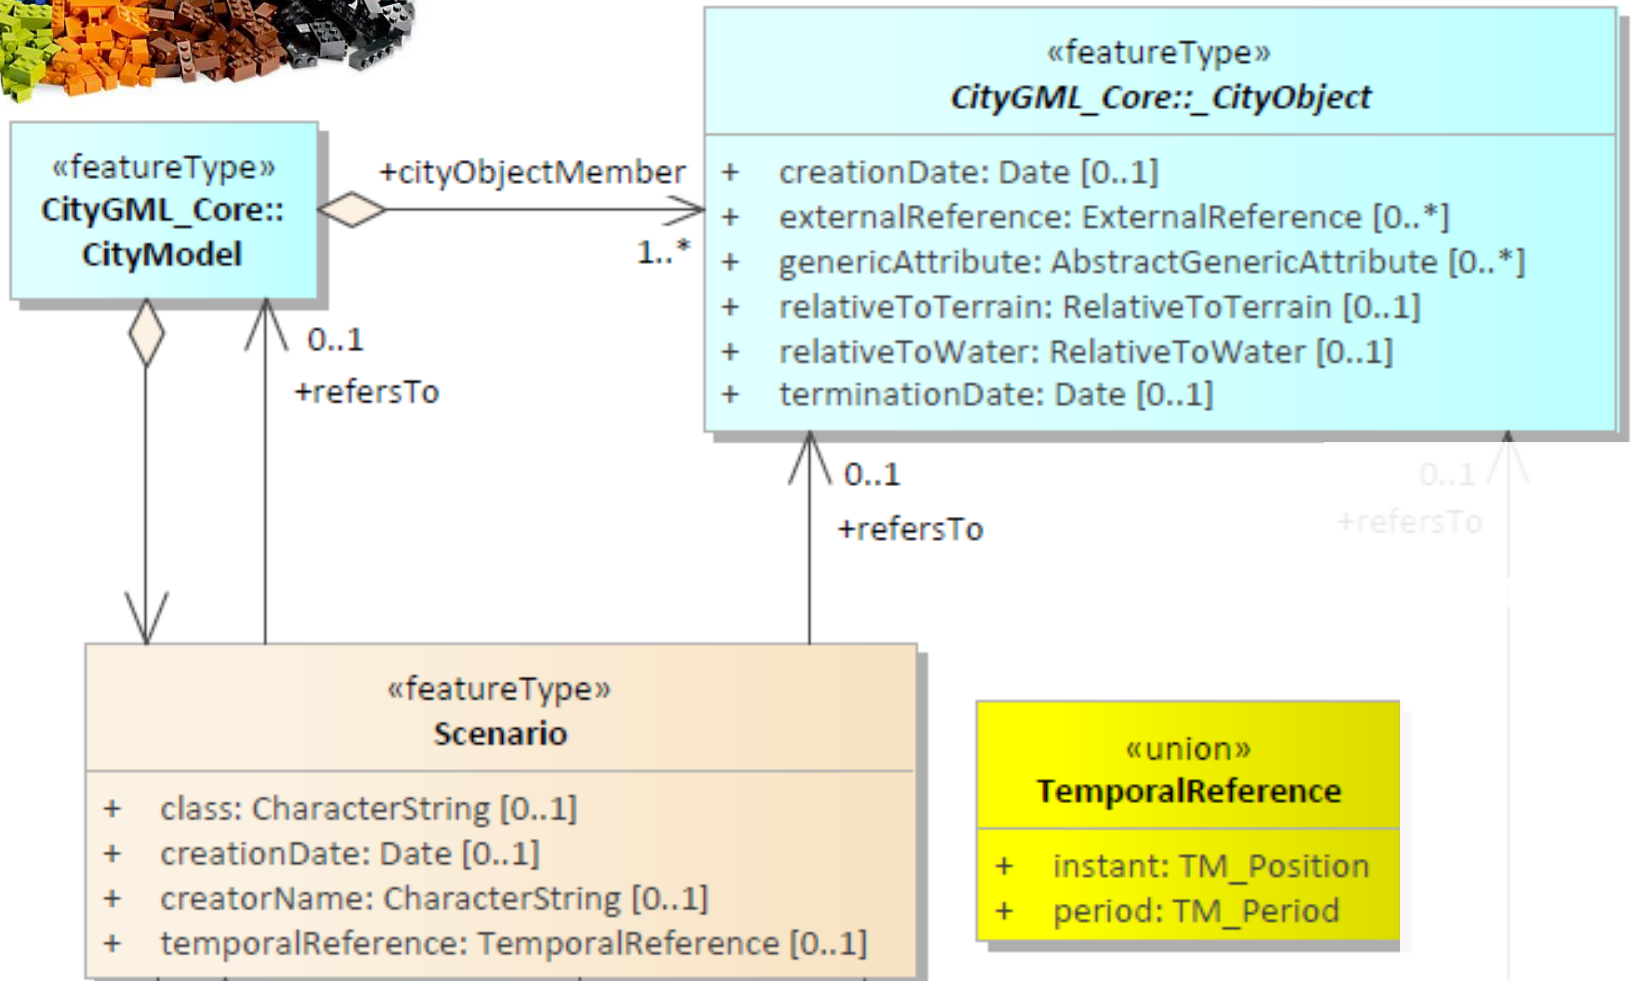 «featureType»
CityGML_Core::_CityObject
+ creationDate: Date [0..1]
+ externalReference: ExternalReference [0..*]
+ genericAttribute: AbstractGenericAttribute [0..*]
+ relativeToTerrain: RelativeToTerrain [0..1]
+ relativeToWater: RelativeToWater [0..1]
+ terminationDate: Date [0..1]
«featureType»
CityGML_Core::
CityModel
+cityObjectMember
1..*
0..1
+refersTo
0..1
+refersTo
0..1
+refersTo
«featureType»
Scenario
+ class: CharacterString [0..1]
+ creationDate: Date [0..1]
+ creatorName: CharacterString [0..1]
+ temporalReference: TemporalReference [0..1]
«union»
TemporalReference
+ instant: TM_Position
+ period: TM_Period